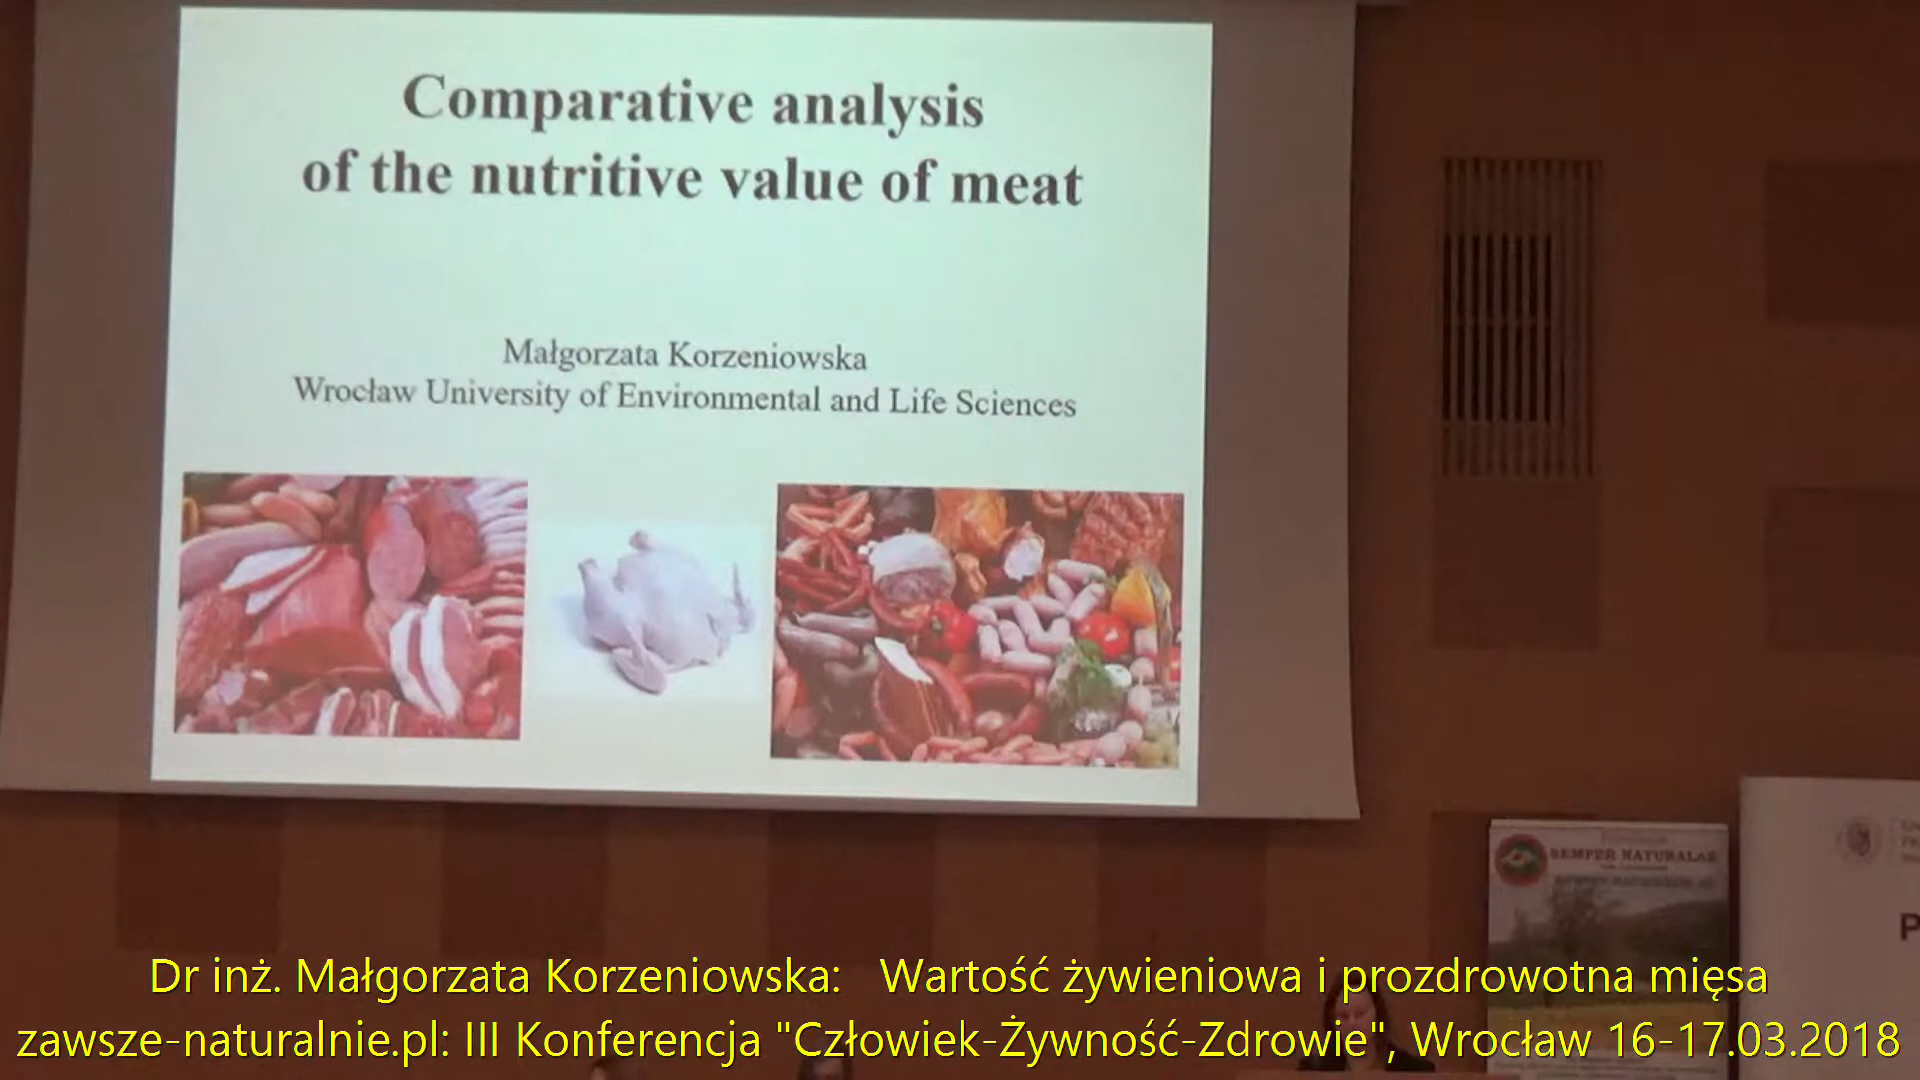 Comparative analysis
of the nutritive value of meat
Małgorzata Korzeniowska
Wrocław University of Environmental and Life Sciences
SEMPER NATURALE
P
Dr inż. Małgorzata Korzeniowska: Wartość żywieniowa i prozdrowotna mięsa
zawsze-naturalnie.pl: III Konferencja "Człowiek-Żywność-Zdrowie", Wrocław 16-17.03.2018